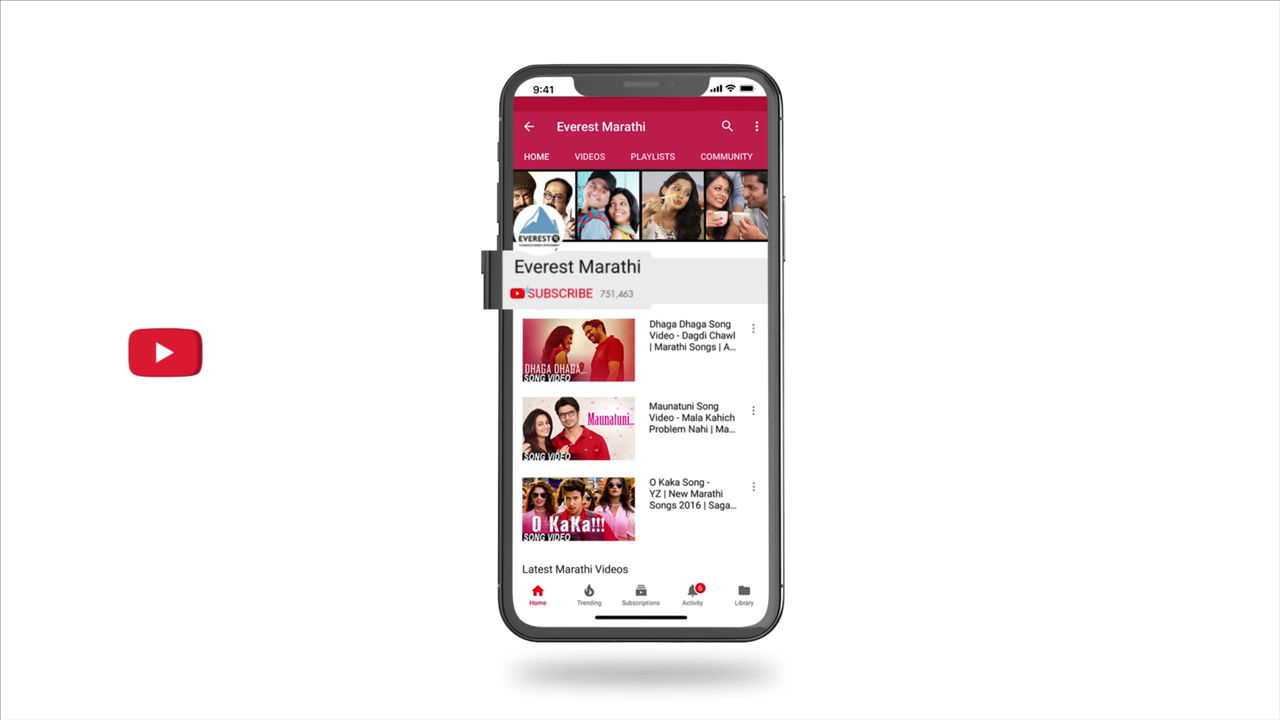 9:41
Everest Marathi
HOME VIDEOS PLAYLISTS COMMUNITY
EVEREST
Everest Marathi
SUBSCRIBE 751,463
Dhaga Dhaga Song
Video - Dagdi Chawl
| Marathi Songs | A...
DHAGA DHAGA...
SONG VIDEO
Maunatuni Song
Video - Mala Kahich
Problem Nahi | Ma...
Maunatuni...
SONG VIDEO
O Kaka Song -
YZ | New Marathi
Songs 2016 | Saga...
O KaKa!!!
SONG VIDEO
Latest Marathi Videos
6
Home Trending Subscriptions Activity Library